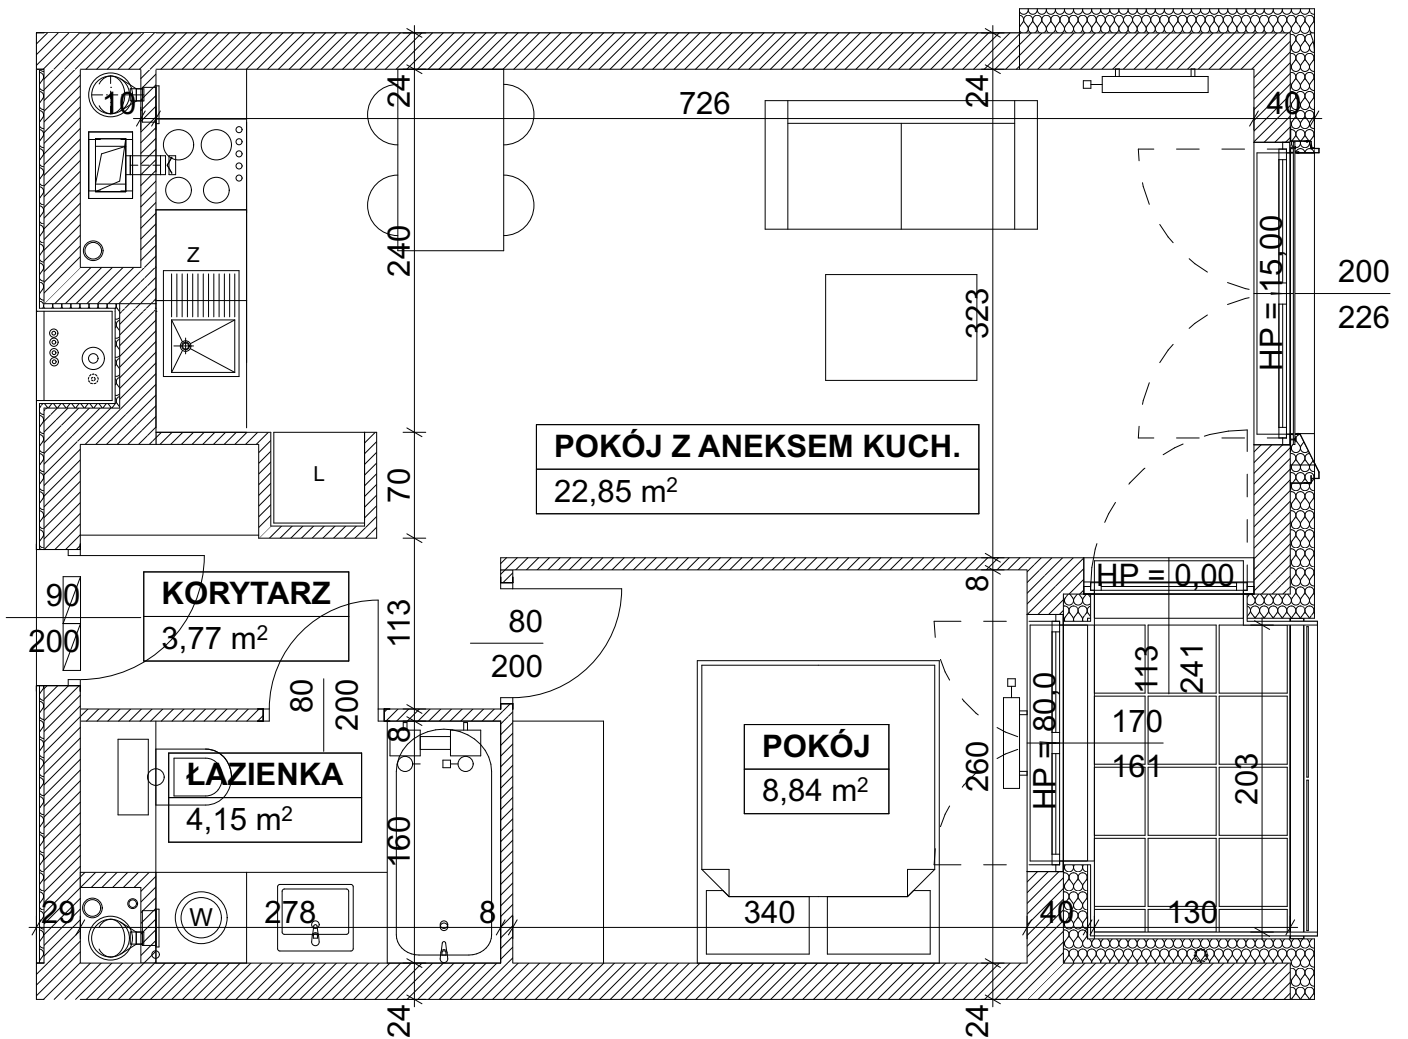 24
24
10
726
40
Z
240
323
HP = 15,00
200
226
POKÓJ Z ANEKSEM KUCH.
22,85 m²
L
70
KORYTARZ
3,77 m²
90
200
113
80
200
8
HP = 0,00
80
200
8
113
241
170
161
203
HP = 80,0
260
POKÓJ
8,84 m²
ŁAZIENKA
4,15 m²
160
29
W
278
8
340
40
130
24
24